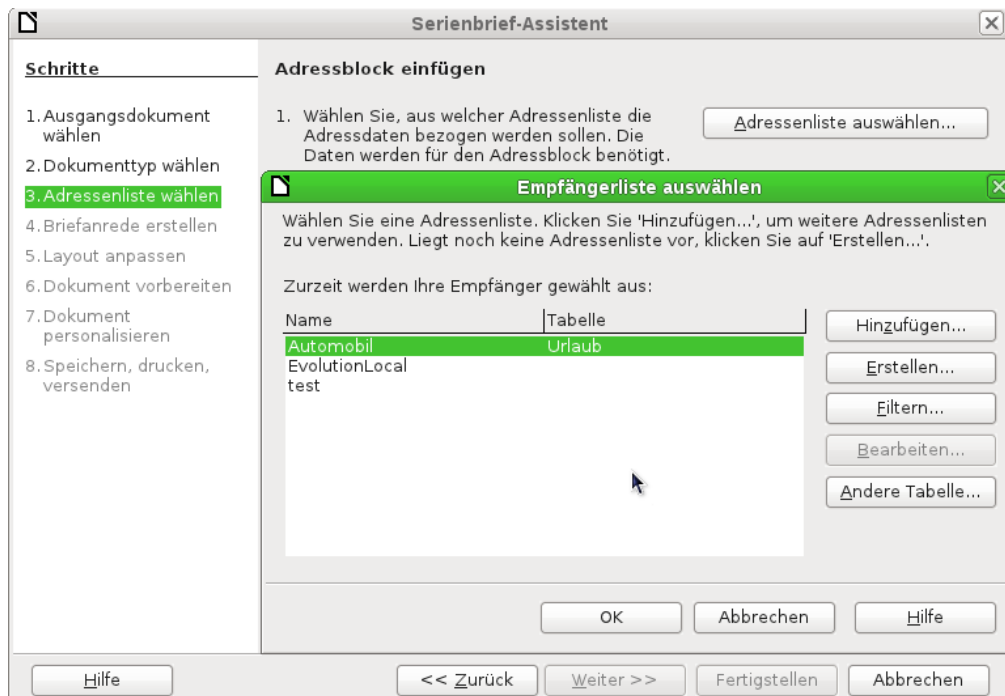 Serienbrief-Assistent
Schritte
1. Ausgangsdokument
wählen
2. Dokumenttyp wählen
3. Adressenliste wählen
4. Briefanrede erstellen
5. Layout anpassen
6. Dokument vorbereiten
7. Dokument
personalisieren
8. Speichern, drucken,
versenden
Adressblock einfügen
1. Wählen Sie, aus welcher Adressenliste die
Adressdaten bezogen werden sollen. Die
Daten werden für den Adressblock benötigt.
Adressenliste auswählen...
Empfängerliste auswählen
Wählen Sie eine Adressenliste. Klicken Sie 'Hinzufügen...', um weitere Adressenlisten
zu verwenden. Liegt noch keine Adressenliste vor, klicken Sie auf 'Erstellen...'.
Zurzeit werden Ihre Empfänger gewählt aus:
Name Tabelle
Automobil Urlaub
EvolutionLocal
test
Hinzufügen...
Erstellen...
Filtern...
Bearbeiten...
Andere Tabelle...
OK Abbrechen Hilfe
Hilfe << Zurück Weiter >> Fertigstellen Abbrechen